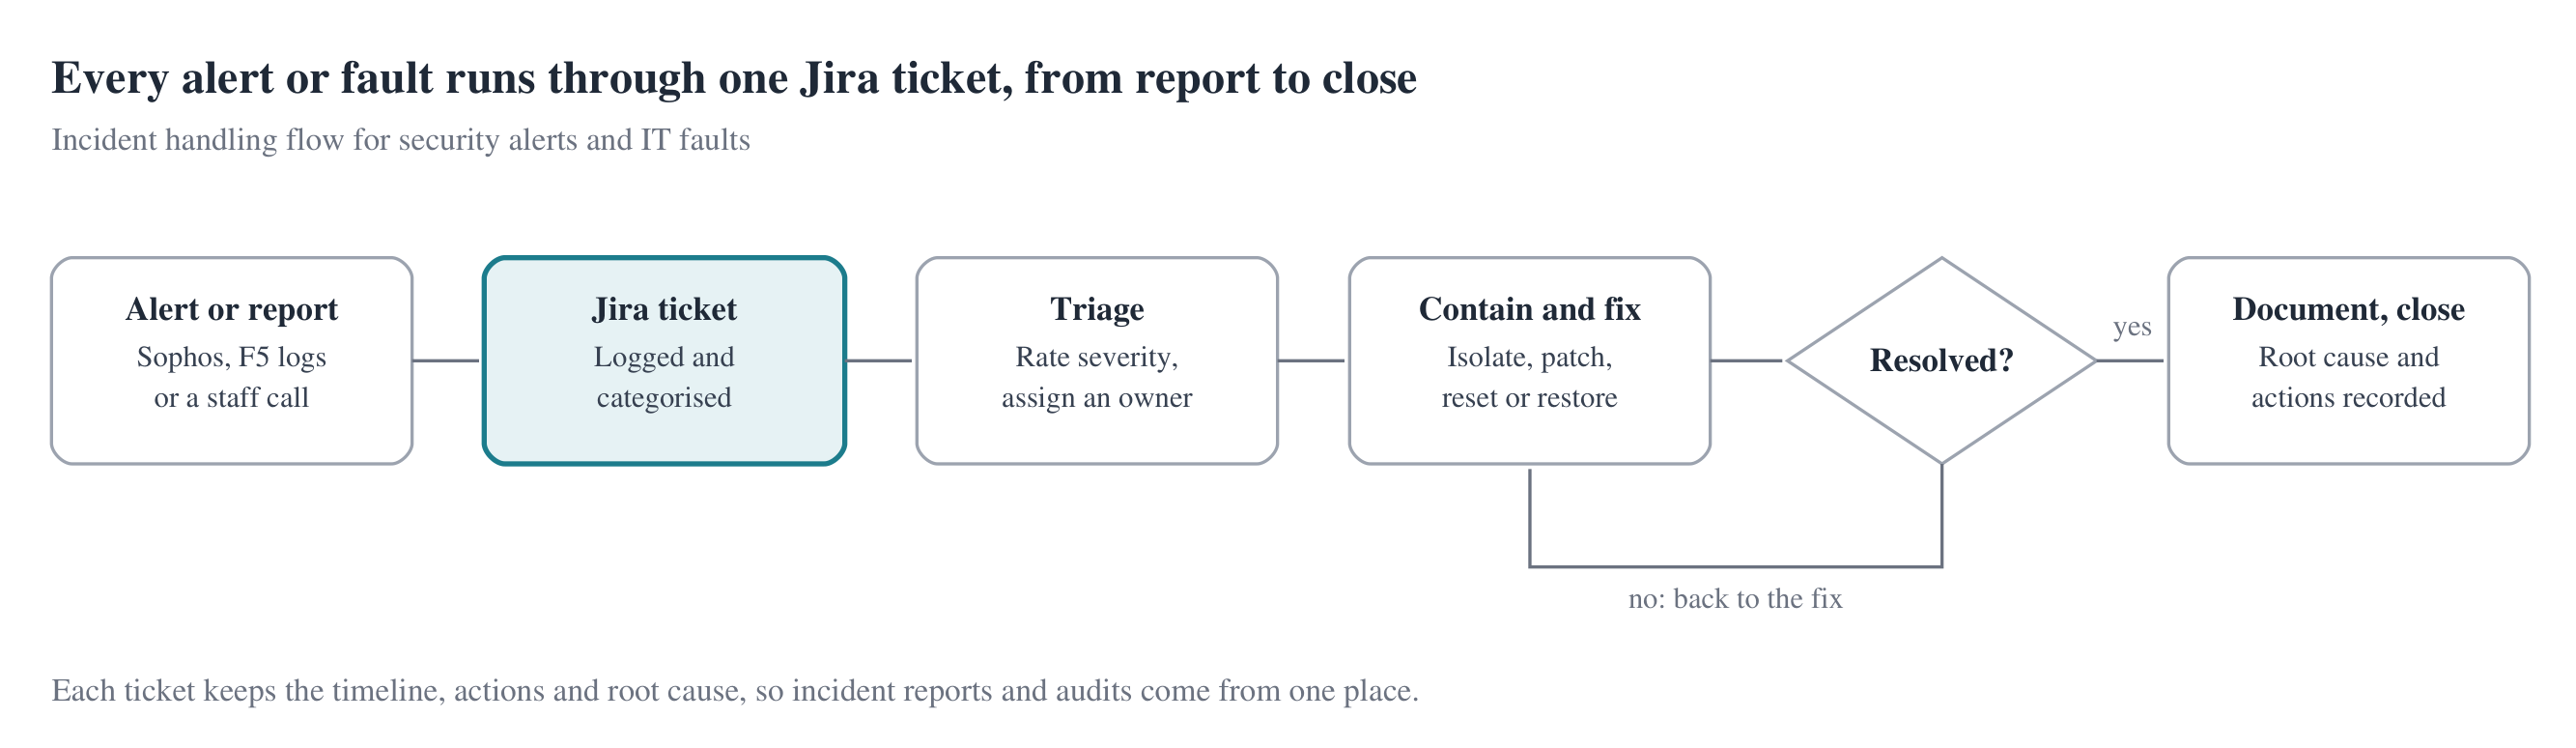 Every alert or fault runs through one Jira ticket, from report to close
Incident handling flow for security alerts and IT faults
Alert or report
Sophos, F5 logs
or a staff call
Jira ticket
Logged and
categorised
Triage
Rate severity,
assign an owner
Contain and fix
Isolate, patch,
reset or restore
Resolved?
yes
Document, close
Root cause and
actions recorded
no: back to the fix
Each ticket keeps the timeline, actions and root cause, so incident reports and audits come from one place.